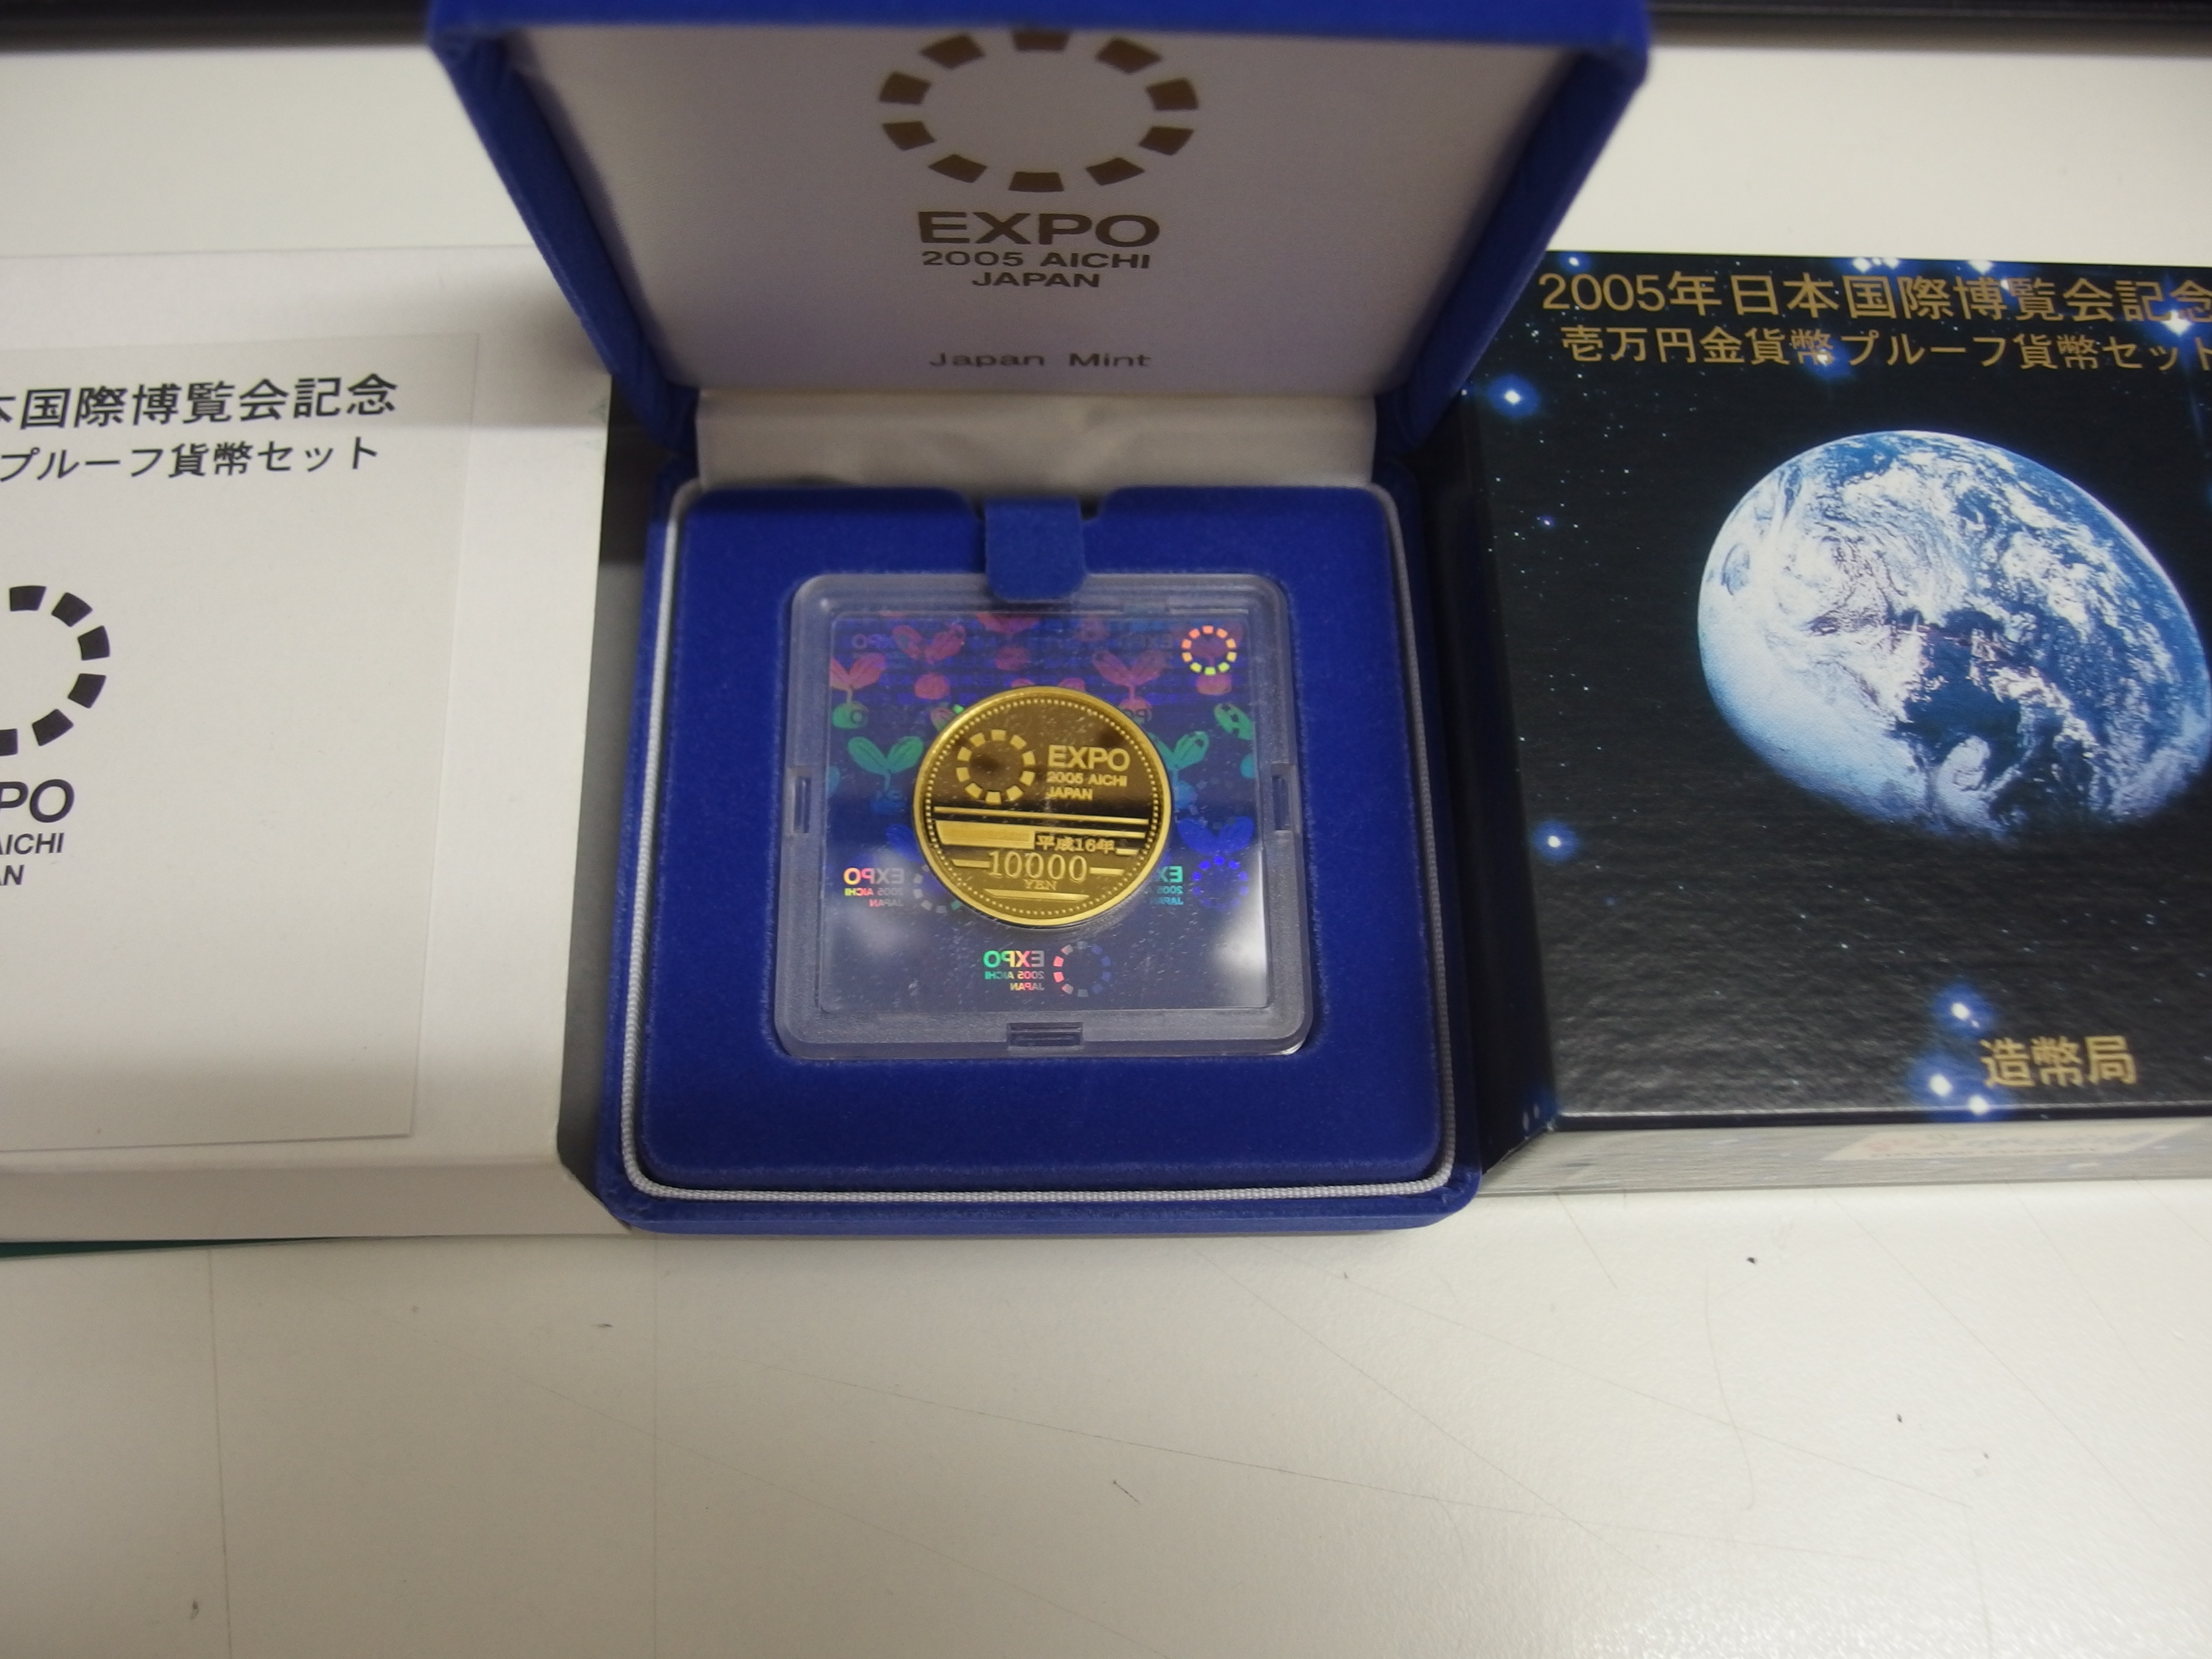 EXPO
2005 AICHI
JAPAN
Japan Mint
本国際博覧会記念
プルーフ貨幣セット
PO
AICHI
AN
2005年日本国際博覧会記念
壱万円金貨幣プルーフ貨幣セット
造幣局
EXPO
2005 AICHI
JAPAN
平成16年
10000
YEN
EXPO
2005 AICHI
JAPAN
EX
2005
JAPAN
EXPO
2005 AICHI
JAPAN